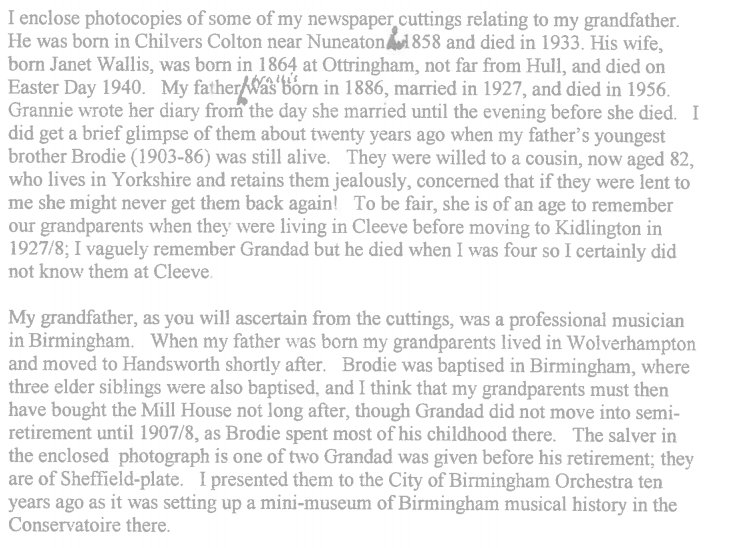 I enclose photocopies of some of my newspaper cuttings relating to my grandfather.
He was born in Chilvers Colton near Nuneaton in 1858 and died in 1933. His wife,
born Janet Wallis, was born in 1864 at Ottringham, not far from Hull, and died on
Easter Day 1940. My father was born in 1886, married in 1927, and died in 1956.
Grannie wrote her diary from the day she married until the evening before she died. I
did get a brief glimpse of them about twenty years ago when my father's youngest
brother Brodie (1903-86) was still alive. They were willed to a cousin, now aged 82,
who lives in Yorkshire and retains them jealously, concerned that if they were lent to
me she might never get them back again! To be fair, she is of an age to remember
our grandparents when they were living in Cleeve before moving to Kidlington in
1927/8; I vaguely remember Grandad but he died when I was four so I certainly did
not know them at Cleeve.
My grandfather, as you will ascertain from the cuttings, was a professional musician
in Birmingham. When my father was born my grandparents lived in Wolverhampton
and moved to Handsworth shortly after. Brodie was baptised in Birmingham, where
three elder siblings were also baptised, and I think that my grandparents must then
have bought the Mill House not long after, though Grandad did not move into semi-
retirement until 1907/8, as Brodie spent most of his childhood there. The salver in
the enclosed photograph is one of two Grandad was given before his retirement; they
are of Sheffield-plate. I presented them to the City of Birmingham Orchestra ten
years ago as it was setting up a mini-museum of Birmingham musical history in the
Conservatoire there.